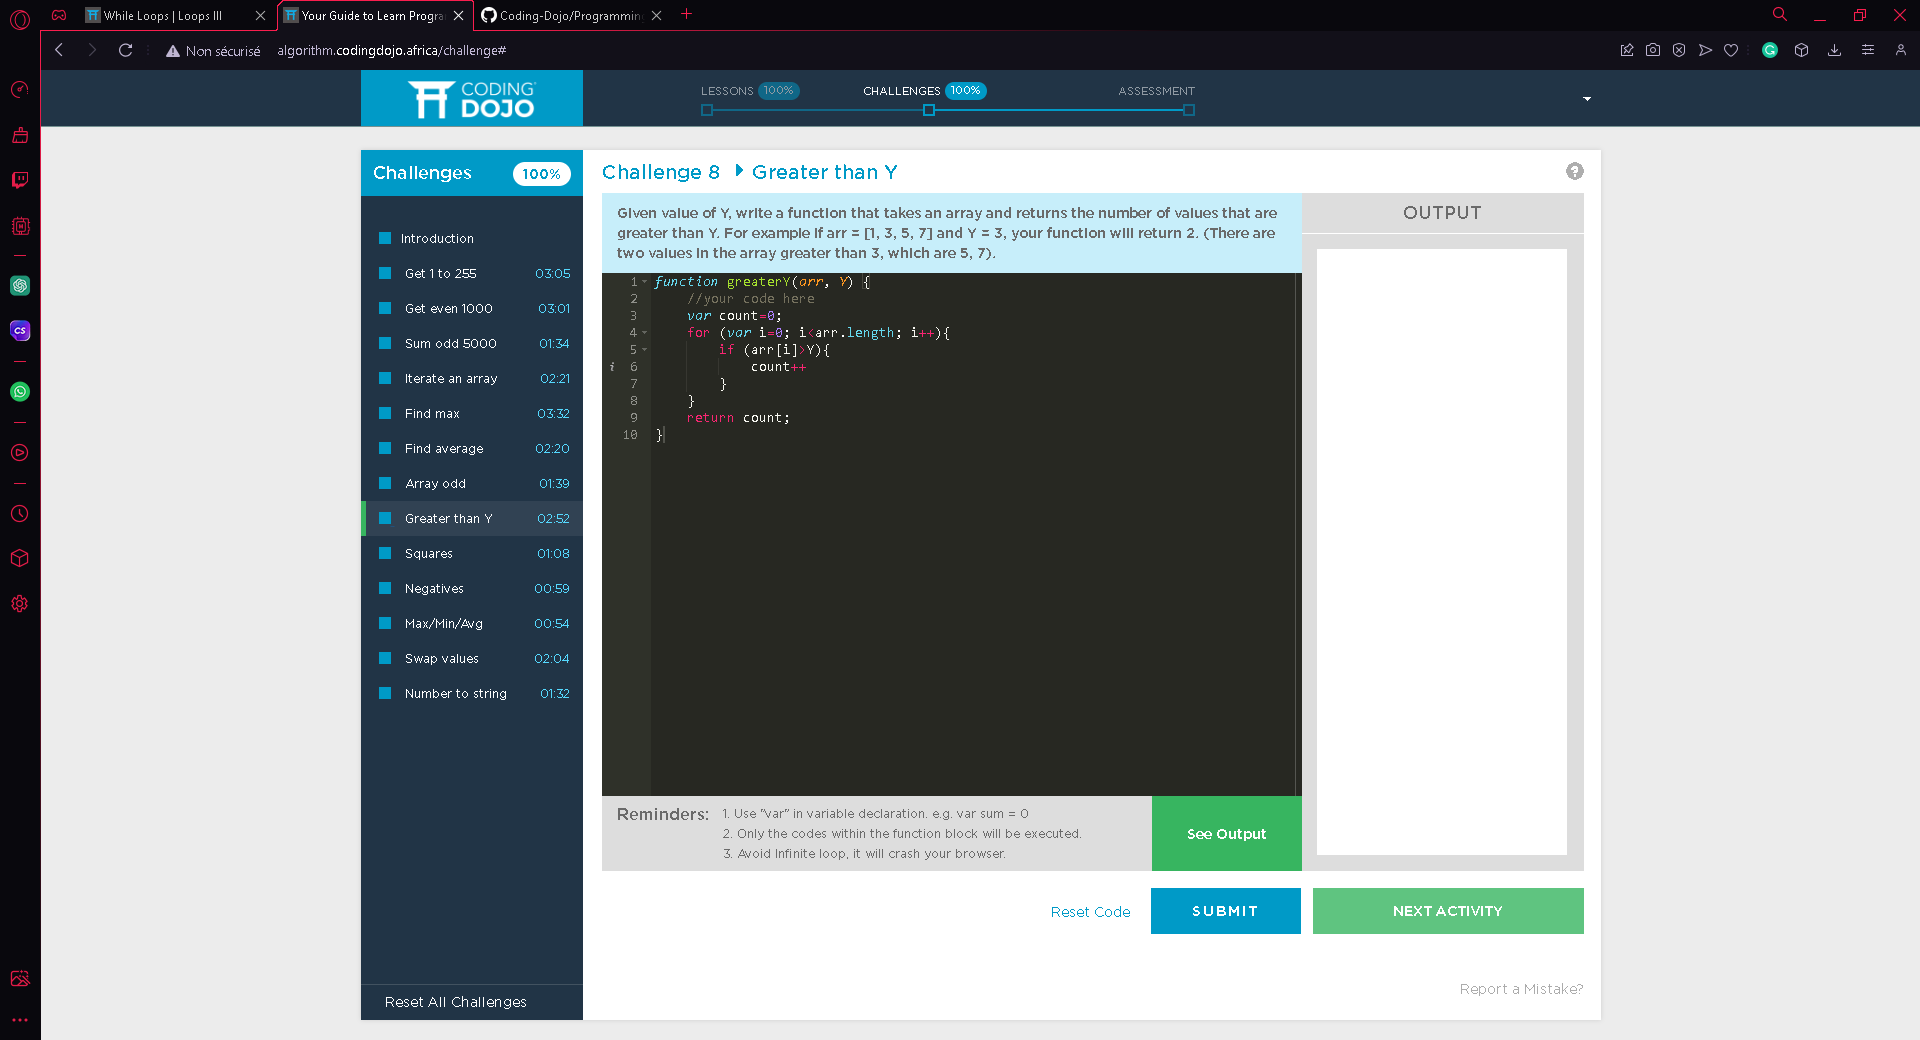 While Loops | Loops III
Your Guide to Learn Progra
Coding-Dojo/Programmin
Non sécurisé
algorithm.codingdojo.africa/challenge#
CODING
DOJO
LESSONS 100%
CHALLENGES 100%
ASSESSMENT
Challenges 100%
Introduction
Get 1 to 255 03:05
Get even 1000 03:01
Sum odd 5000 01:34
Iterate an array 02:21
Find max 03:32
Find average 02:20
Array odd 01:39
Greater than Y 02:52
Squares 01:08
Negatives 00:59
Max/Min/Avg 00:54
Swap values 02:04
Number to string 01:32
Reset All Challenges
Challenge 8 Greater than Y
?
Given value of Y, write a function that takes an array and returns the number of values that are
greater than Y. For example if arr = [1, 3, 5, 7] and Y = 3, your function will return 2. (There are
two values in the array greater than 3, which are 5, 7).
OUTPUT
1 function greaterY(arr, Y) {
2 //your code here
3 var count=0;
4 for (var i=0; i<arr.length; i++){
5 if (arr[i]>Y){
i 6 count++
7 }
8 }
9 return count;
10 }
Reminders:
1. Use "var" in variable declaration. e.g. var sum = 0
2. Only the codes within the function block will be executed.
3. Avoid Infinite loop, it will crash your browser.
See Output
Reset Code
SUBMIT
NEXT ACTIVITY
Report a Mistake?
CS
G